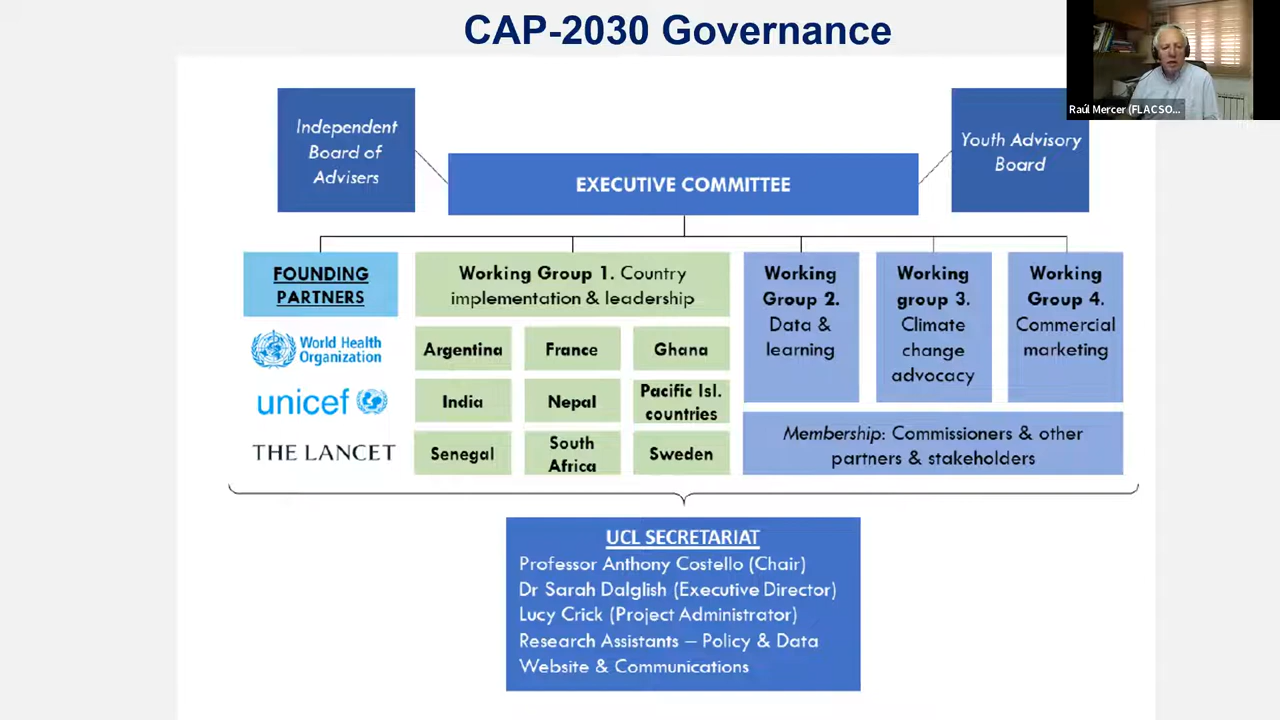 CAP-2030 Governance
Raúl Mercer (FLACSO...
Independent
Board of
Advisers
EXECUTIVE COMMITTEE
Youth Advisory
Board
FOUNDING
PARTNERS
World Health
Organization
unicef
THE LANCET
Working Group 1. Country
implementation & leadership
Argentina
France
Ghana
India
Nepal
Pacific Isl.
countries
Senegal
South
Africa
Sweden
Working
Group 2.
Data &
learning
Working
group 3.
Climate
change
advocacy
Working
Group 4.
Commercial
marketing
Membership: Commissioners & other
partners & stakeholders
UCL SECRETARIAT
Professor Anthony Costello (Chair)
Dr Sarah Dalglish (Executive Director)
Lucy Crick (Project Administrator)
Research Assistants – Policy & Data
Website & Communications